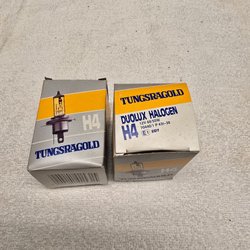 H4
TUNGSRAGOLD
TUNGSRAGOLD
DUOLUX HALOGEN
H4
12V 60/55W